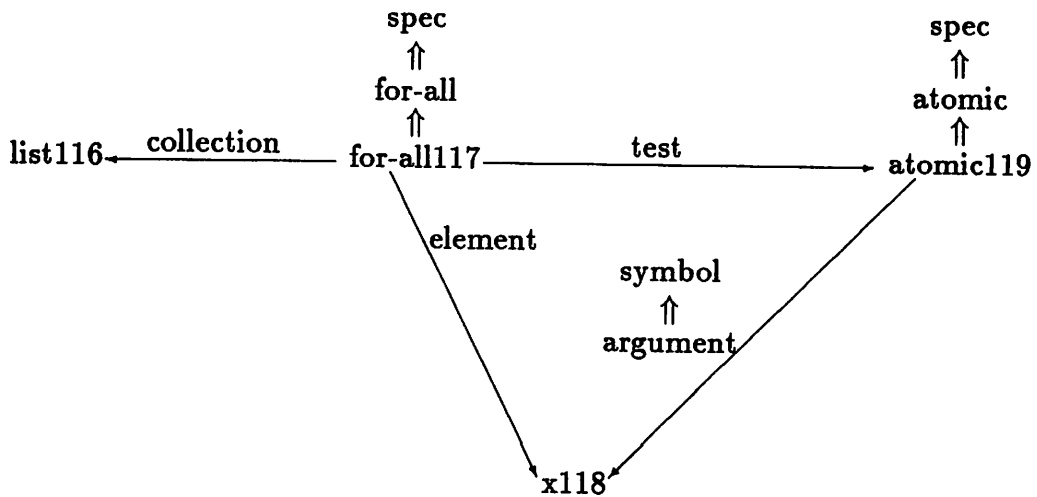 spec
spec
⇑
⇑
for-all
atomic
⇑
⇑
list116 collection for-all117 test atomic119
element
symbol
⇑
argument
x118